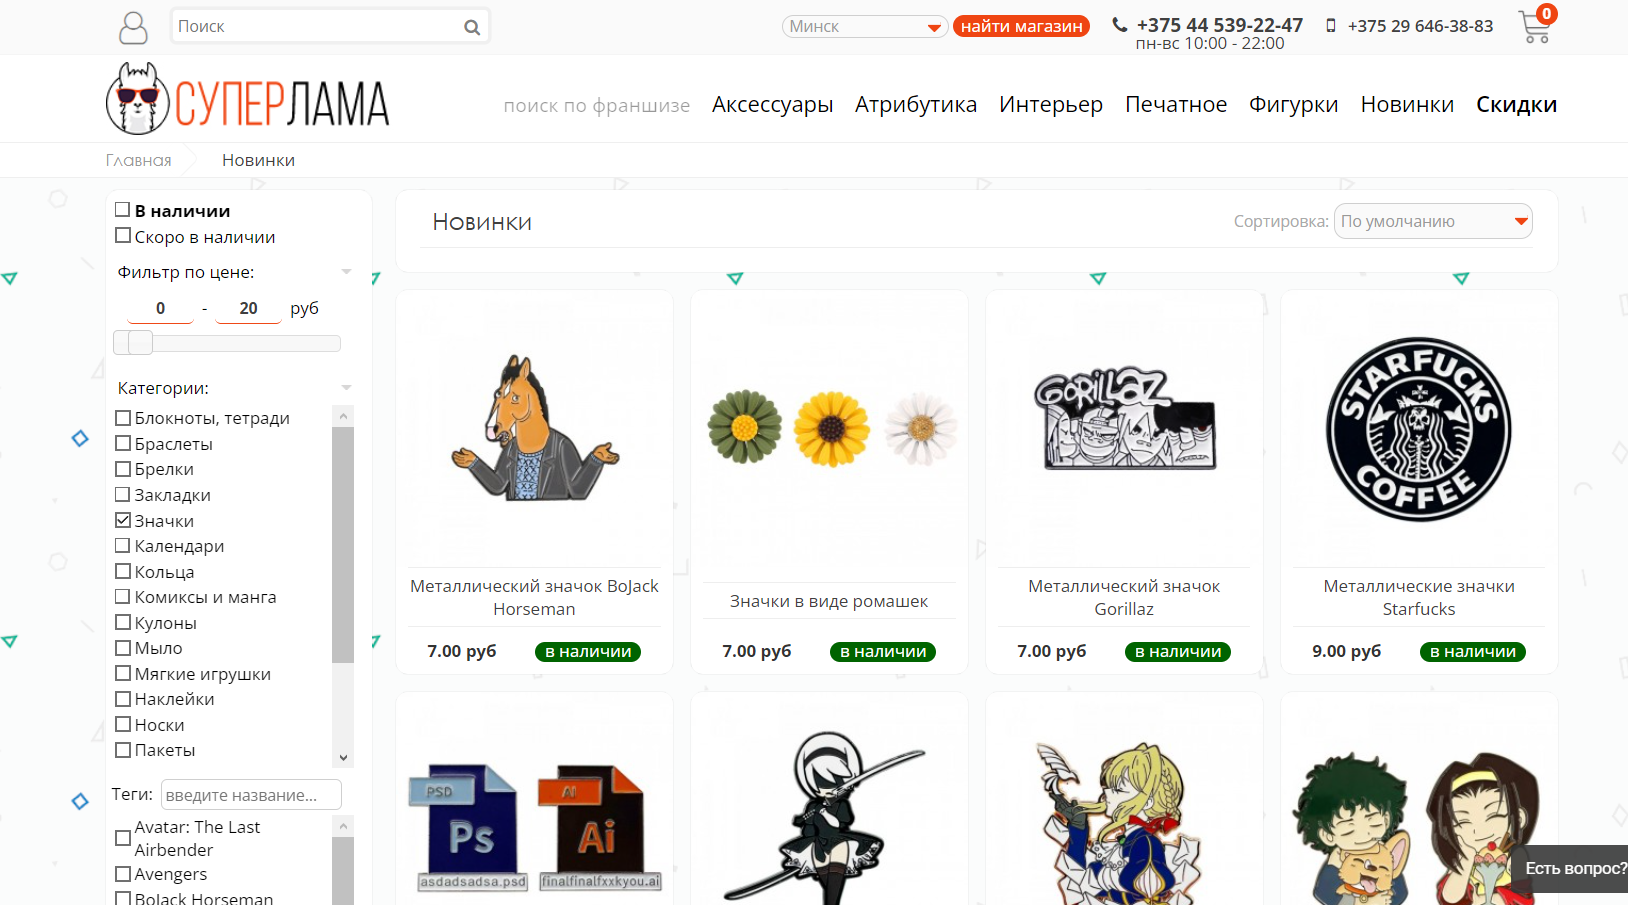 Поиск
Минск
найти магазин
+375 44 539-22-47
+375 29 646-38-83
0
пн-вс 10:00 - 22:00
СУПЕРЛАМА
поиск по франшизе
Аксессуары
Атрибутика
Интерьер
Печатное
Фигурки
Новинки
Скидки
Главная
Новинки
В наличии
Скоро в наличии
Фильтр по цене:
0 - 20 руб
Категории:
Блокноты, тетради
Браслеты
Брелки
Закладки
Значки
Календари
Кольца
Комиксы и манга
Кулоны
Мыло
Мягкие игрушки
Наклейки
Носки
Пакеты
Теги:
введите название...
Avatar: The Last
Airbender
Avengers
BoJack Horseman
Новинки
Сортировка:
По умолчанию
Металлический значок BoJack
Horseman
7.00 руб
в наличии
Значки в виде ромашек
7.00 руб
в наличии
GORILLAZ
Металлический значок
Gorillaz
7.00 руб
в наличии
STARFUCKS
COFFEE
Металлические значки
Starfucks
9.00 руб
в наличии
PSD
Ps
asdadsadsa.psd
AI
Ai
finalfinalfxxkyou.ai
Есть вопрос?